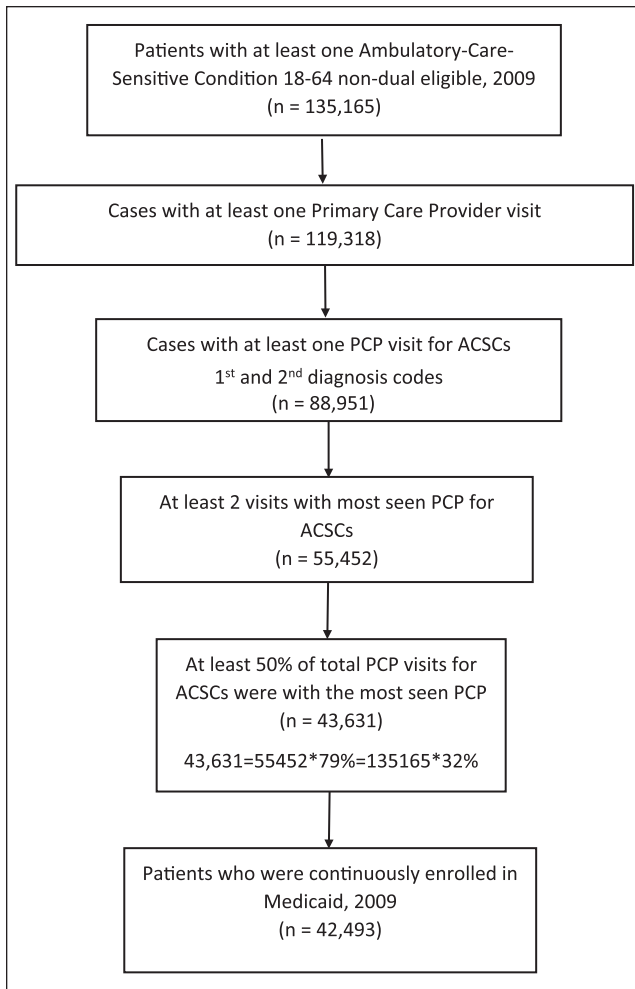 Patients with at least one Ambulatory-Care-
Sensitive Condition 18-64 non-dual eligible, 2009
(n = 135,165)
Cases with at least one Primary Care Provider visit
(n = 119,318)
Cases with at least one PCP visit for ACSCs
1st and 2nd diagnosis codes
(n = 88,951)
At least 2 visits with most seen PCP for
ACSCs
(n = 55,452)
At least 50% of total PCP visits for
ACSCs were with the most seen PCP
(n = 43,631)
43,631=55452*79%=135165*32%
Patients who were continuously enrolled in
Medicaid, 2009
(n = 42,493)